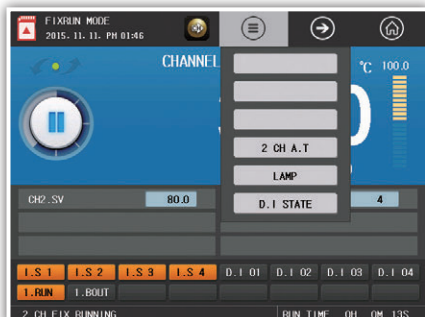 FIXRUN MODE
2015. 11. 11. PM 01:46
CHANNEL
℃ 100.0
2 CH A.T
LAMP
D.I STATE
CH2.SV 80.0 4
I.S 1 I.S 2 I.S 3 I.S 4 D.I 01 D.I 02 D.I 03 D.I 04
1.RUN 1.BOUT
2 CH FIX RUNNING RUN TIME 0H 0M 13S